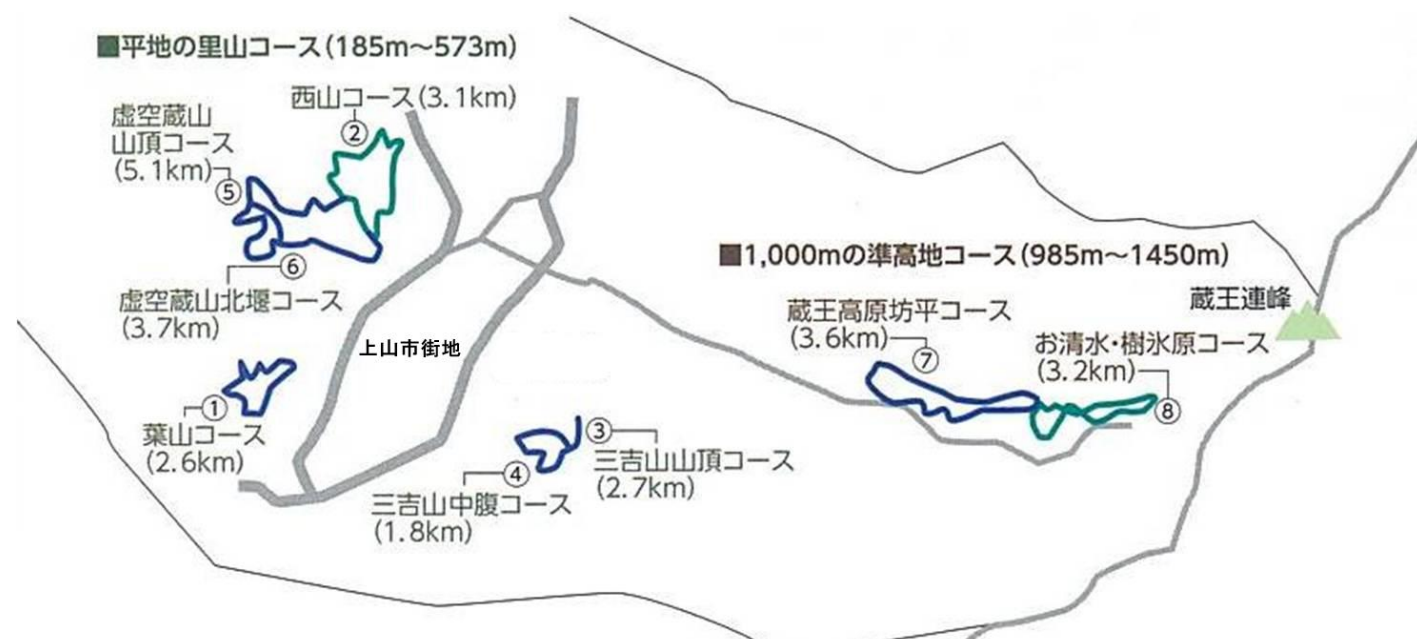 ■平地の里山コース(185m〜573m)
西山コース(3.1km)
②
虚空蔵山
山頂コース
(5.1km)
⑤
⑥
虚空蔵山北堰コース
(3.7km)
上山市街地
①
葉山コース
(2.6km)
③
三吉山山頂コース
(2.7km)
④
三吉山中腹コース
(1.8km)
■1,000mの準高地コース(985m〜1450m)
蔵王連峰
蔵王高原坊平コース
(3.6km)
⑦
お清水・樹氷原コース
(3.2km)
⑧